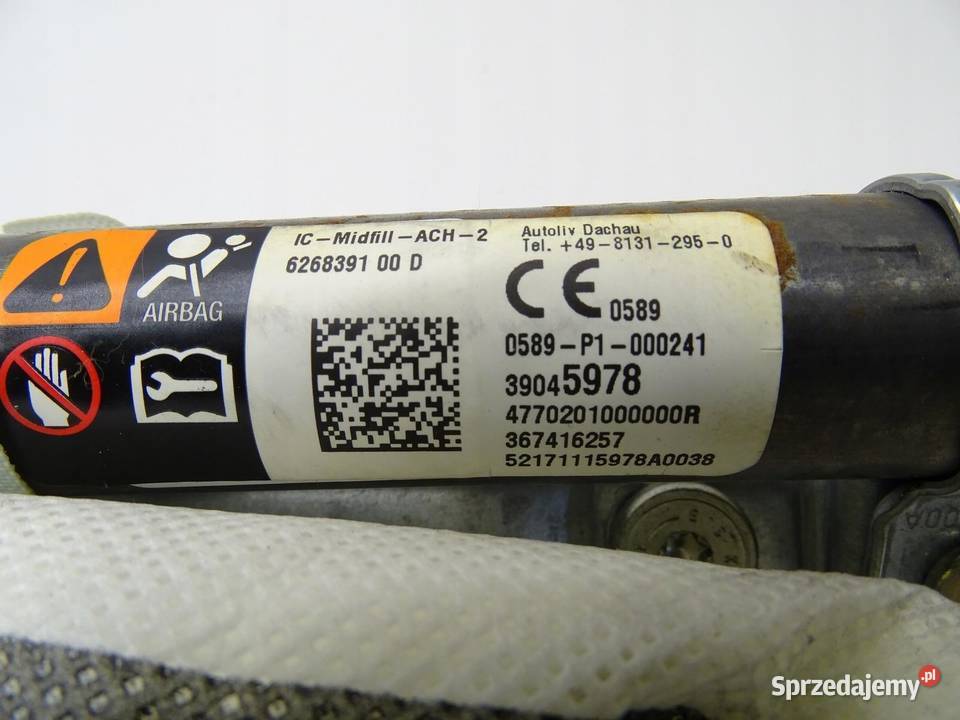 IC-Midfill-ACH-2
6268391 00 D
Autoliv Dachau
Tel. +49-8131-295-0
AIRBAG
CE 0589
0589-P1-000241
39045978
4770201000000R
367416257
52171115978A0038
Sprzedajemy.pl